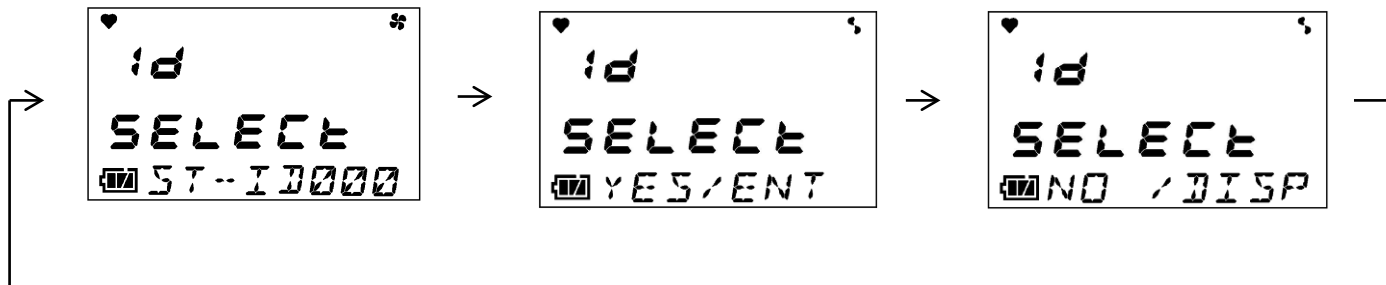 Id
SELECt
ST--ID000
Id
SELECt
YES/ENT
Id
SELECt
NO /DISP